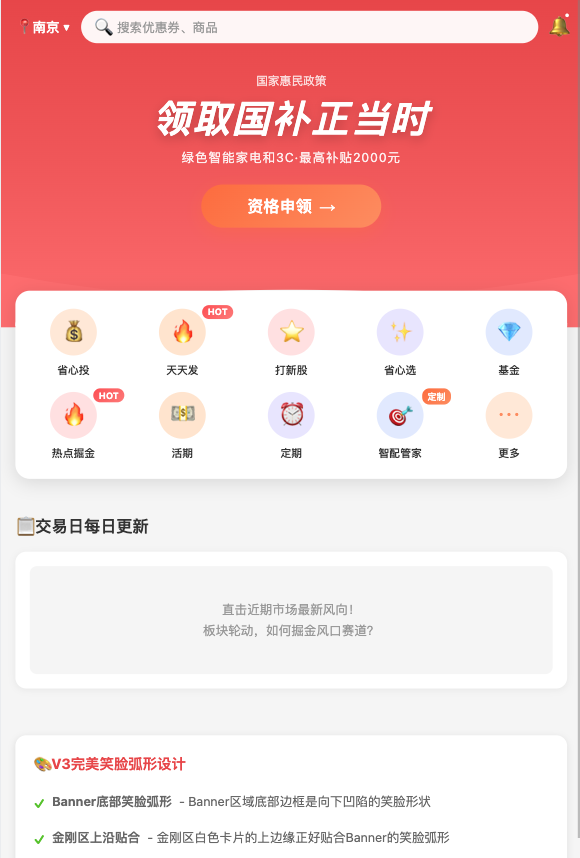 南京 ▾
搜索优惠券、商品
国家惠民政策
领取国补正当时
绿色智能家电和3C·最高补贴2000元
资格申领 →
HOT
省心投
天天发
打新股
省心选
基金
HOT
定制
热点掘金
活期
定期
智配管家
更多
交易日每日更新
直击近期市场最新风向！
板块轮动，如何掘金风口赛道？
V3完美笑脸弧形设计
Banner底部笑脸弧形 - Banner区域底部边框是向下凹陷的笑脸形状
金刚区上沿贴合 - 金刚区白色卡片的上边缘正好贴合Banner的笑脸弧形